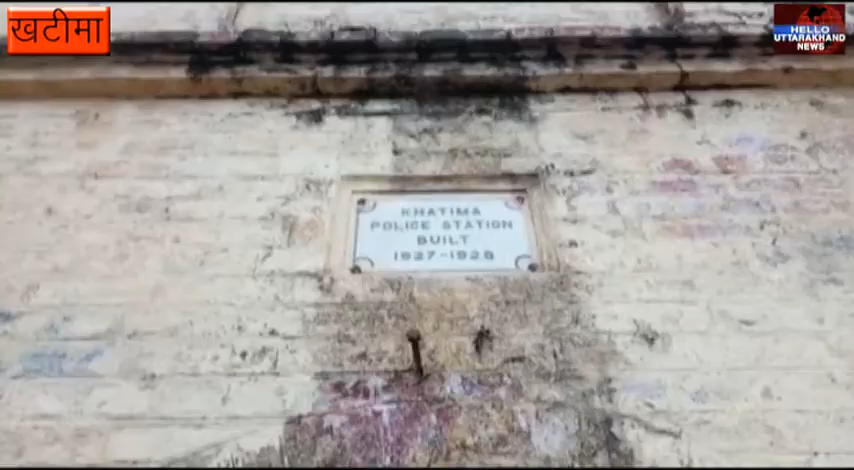 खटीमा
HELLO
UTTARAKHAND
NEWS
KHATIMA
POLICE STATION
BUILT
1927-1928